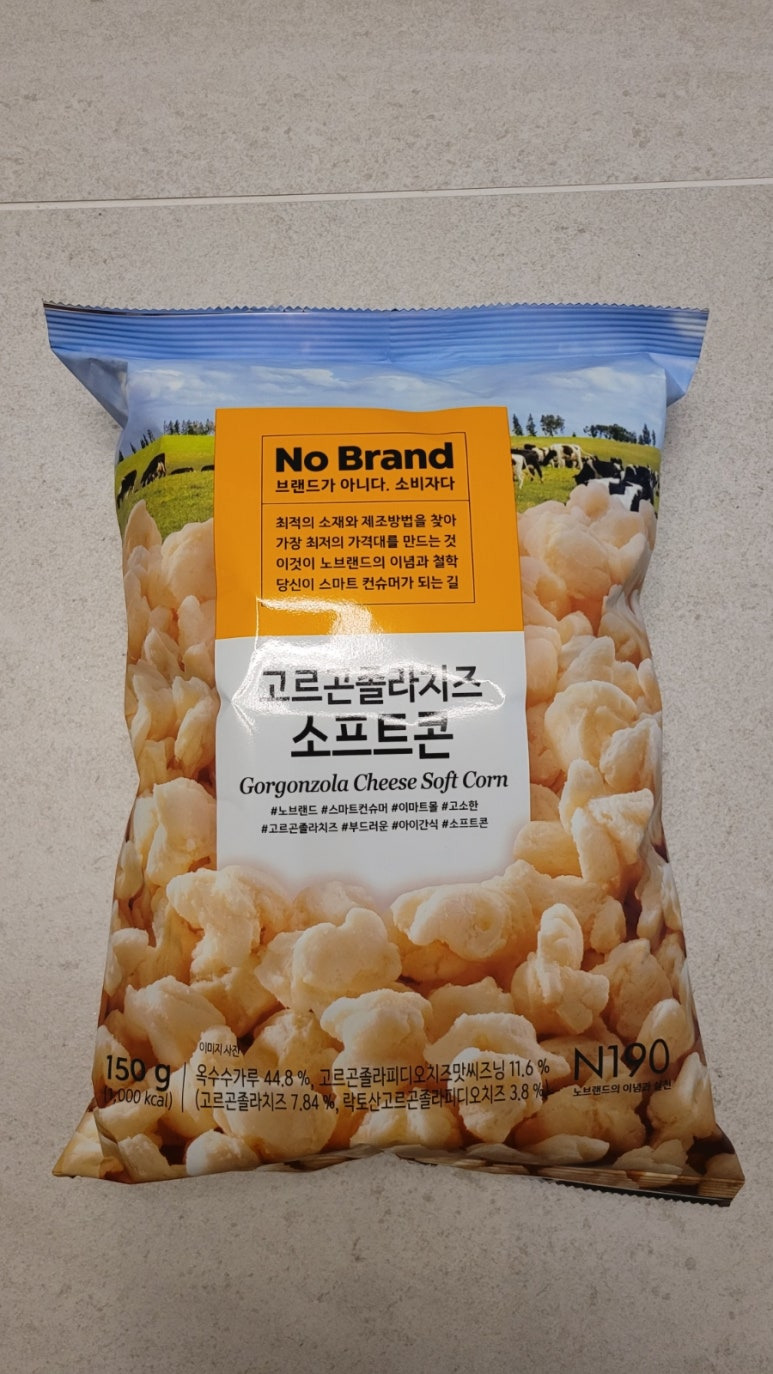 No Brand
브랜드가 아니다. 소비자다
최적의 소재와 제조방법을 찾아
가장 최저의 가격대를 만드는 것
이것이 노브랜드의 이념과 철학
당신이 스마트 컨슈머가 되는 길
고르곤졸라치즈
소프트콘
Gorgonzola Cheese Soft Corn
#노브랜드 #스마트컨슈머 #이마트몰 #고소한
#고르곤졸라치즈 #부드러운 #아이간식 #소프트콘
이미지 사진
150 g
(1,000 kcal)
옥수수가루 44.8 %, 고르곤졸라피디오치즈맛씨즈닝 11.6 %
(고르곤졸라치즈 7.84 %, 락토산고르곤졸라피디오치즈 3.8 %)
N190
노브랜드의 이념과 실천